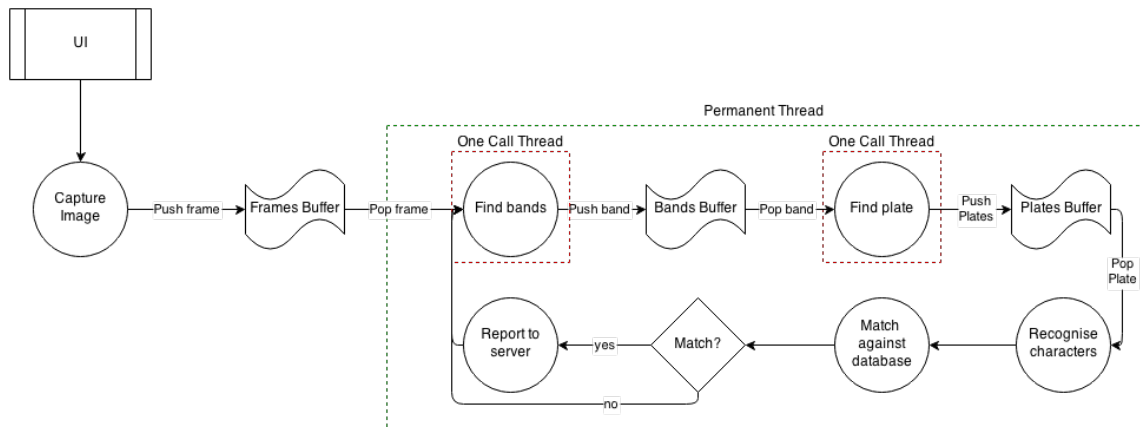 UI
Permanent Thread
One Call Thread
One Call Thread
Capture
Image
Push frame
Frames Buffer
Pop frame
Find bands
Push band
Bands Buffer
Pop band
Find plate
Push
Plates
Plates Buffer
Pop
Plate
Report to
server
yes
Match?
Match
against
database
Recognise
characters
no